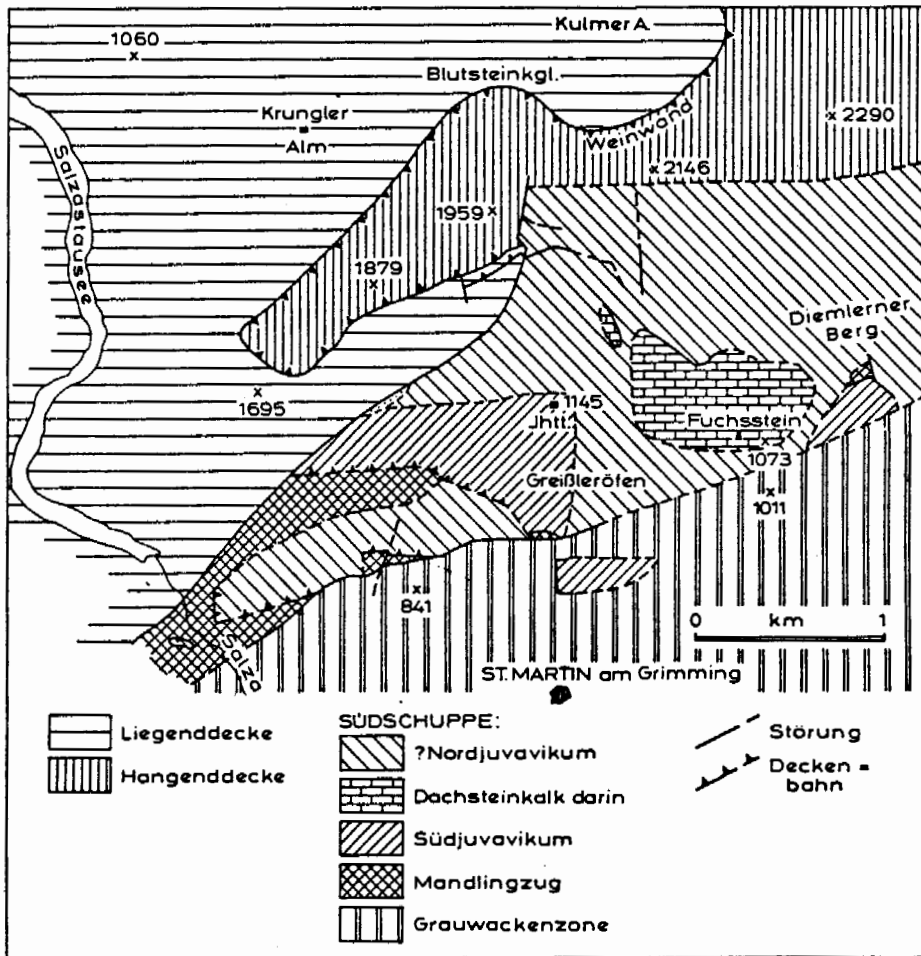 Kulmer A.
1060
Blutsteinkgl.
Krungler
Alm
Weinwand
2290
Salzastausee
2146
1959
1879
Diemlerner
Berg
1695
1145
Jhtt.
Fuchsstein
1073
Greißleröfen
1011
841
0 km 1
Salza
ST. MARTIN am Grimming
Liegenddecke
Hangenddecke
SÜDSCHUPPE:
?Nordjuvavikum
Dachsteinkalk darin
Südjuvavikum
Mandlingzug
Grauwackenzone
Störung
Decken=
bahn